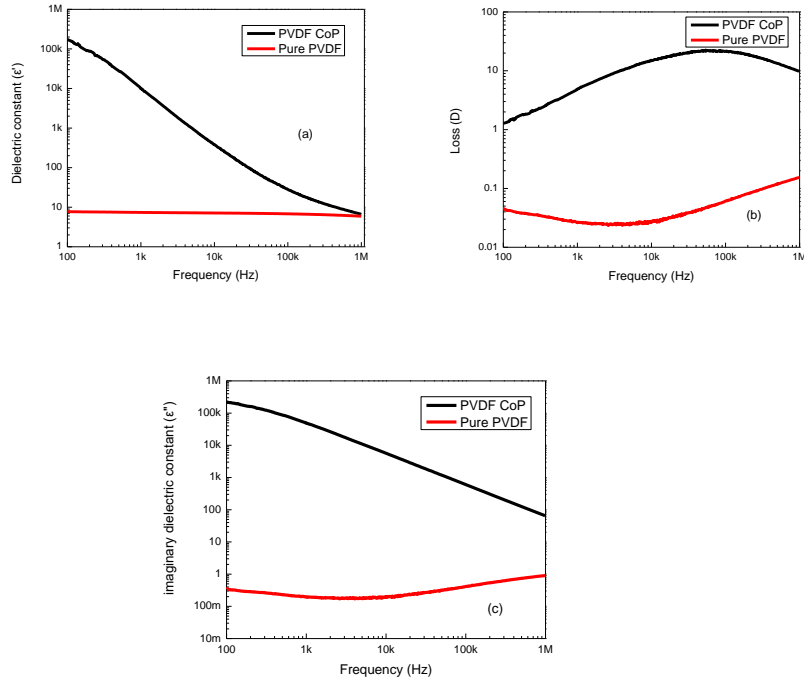 1M
100k
10k
1k
100
10
1
100
1k
10k
100k
1M
Dielectric constant (ε')
Frequency (Hz)
PVDF CoP
Pure PVDF
(a)
100
10
1
0.1
0.01
100
1k
10k
100k
1M
Loss (D)
Frequency (Hz)
PVDF CoP
Pure PVDF
(b)
1M
100k
10k
1k
100
10
1
100m
10m
100
1k
10k
100k
1M
imaginary dielectric constant (ε")
Frequency (Hz)
PVDF CoP
Pure PVDF
(c)